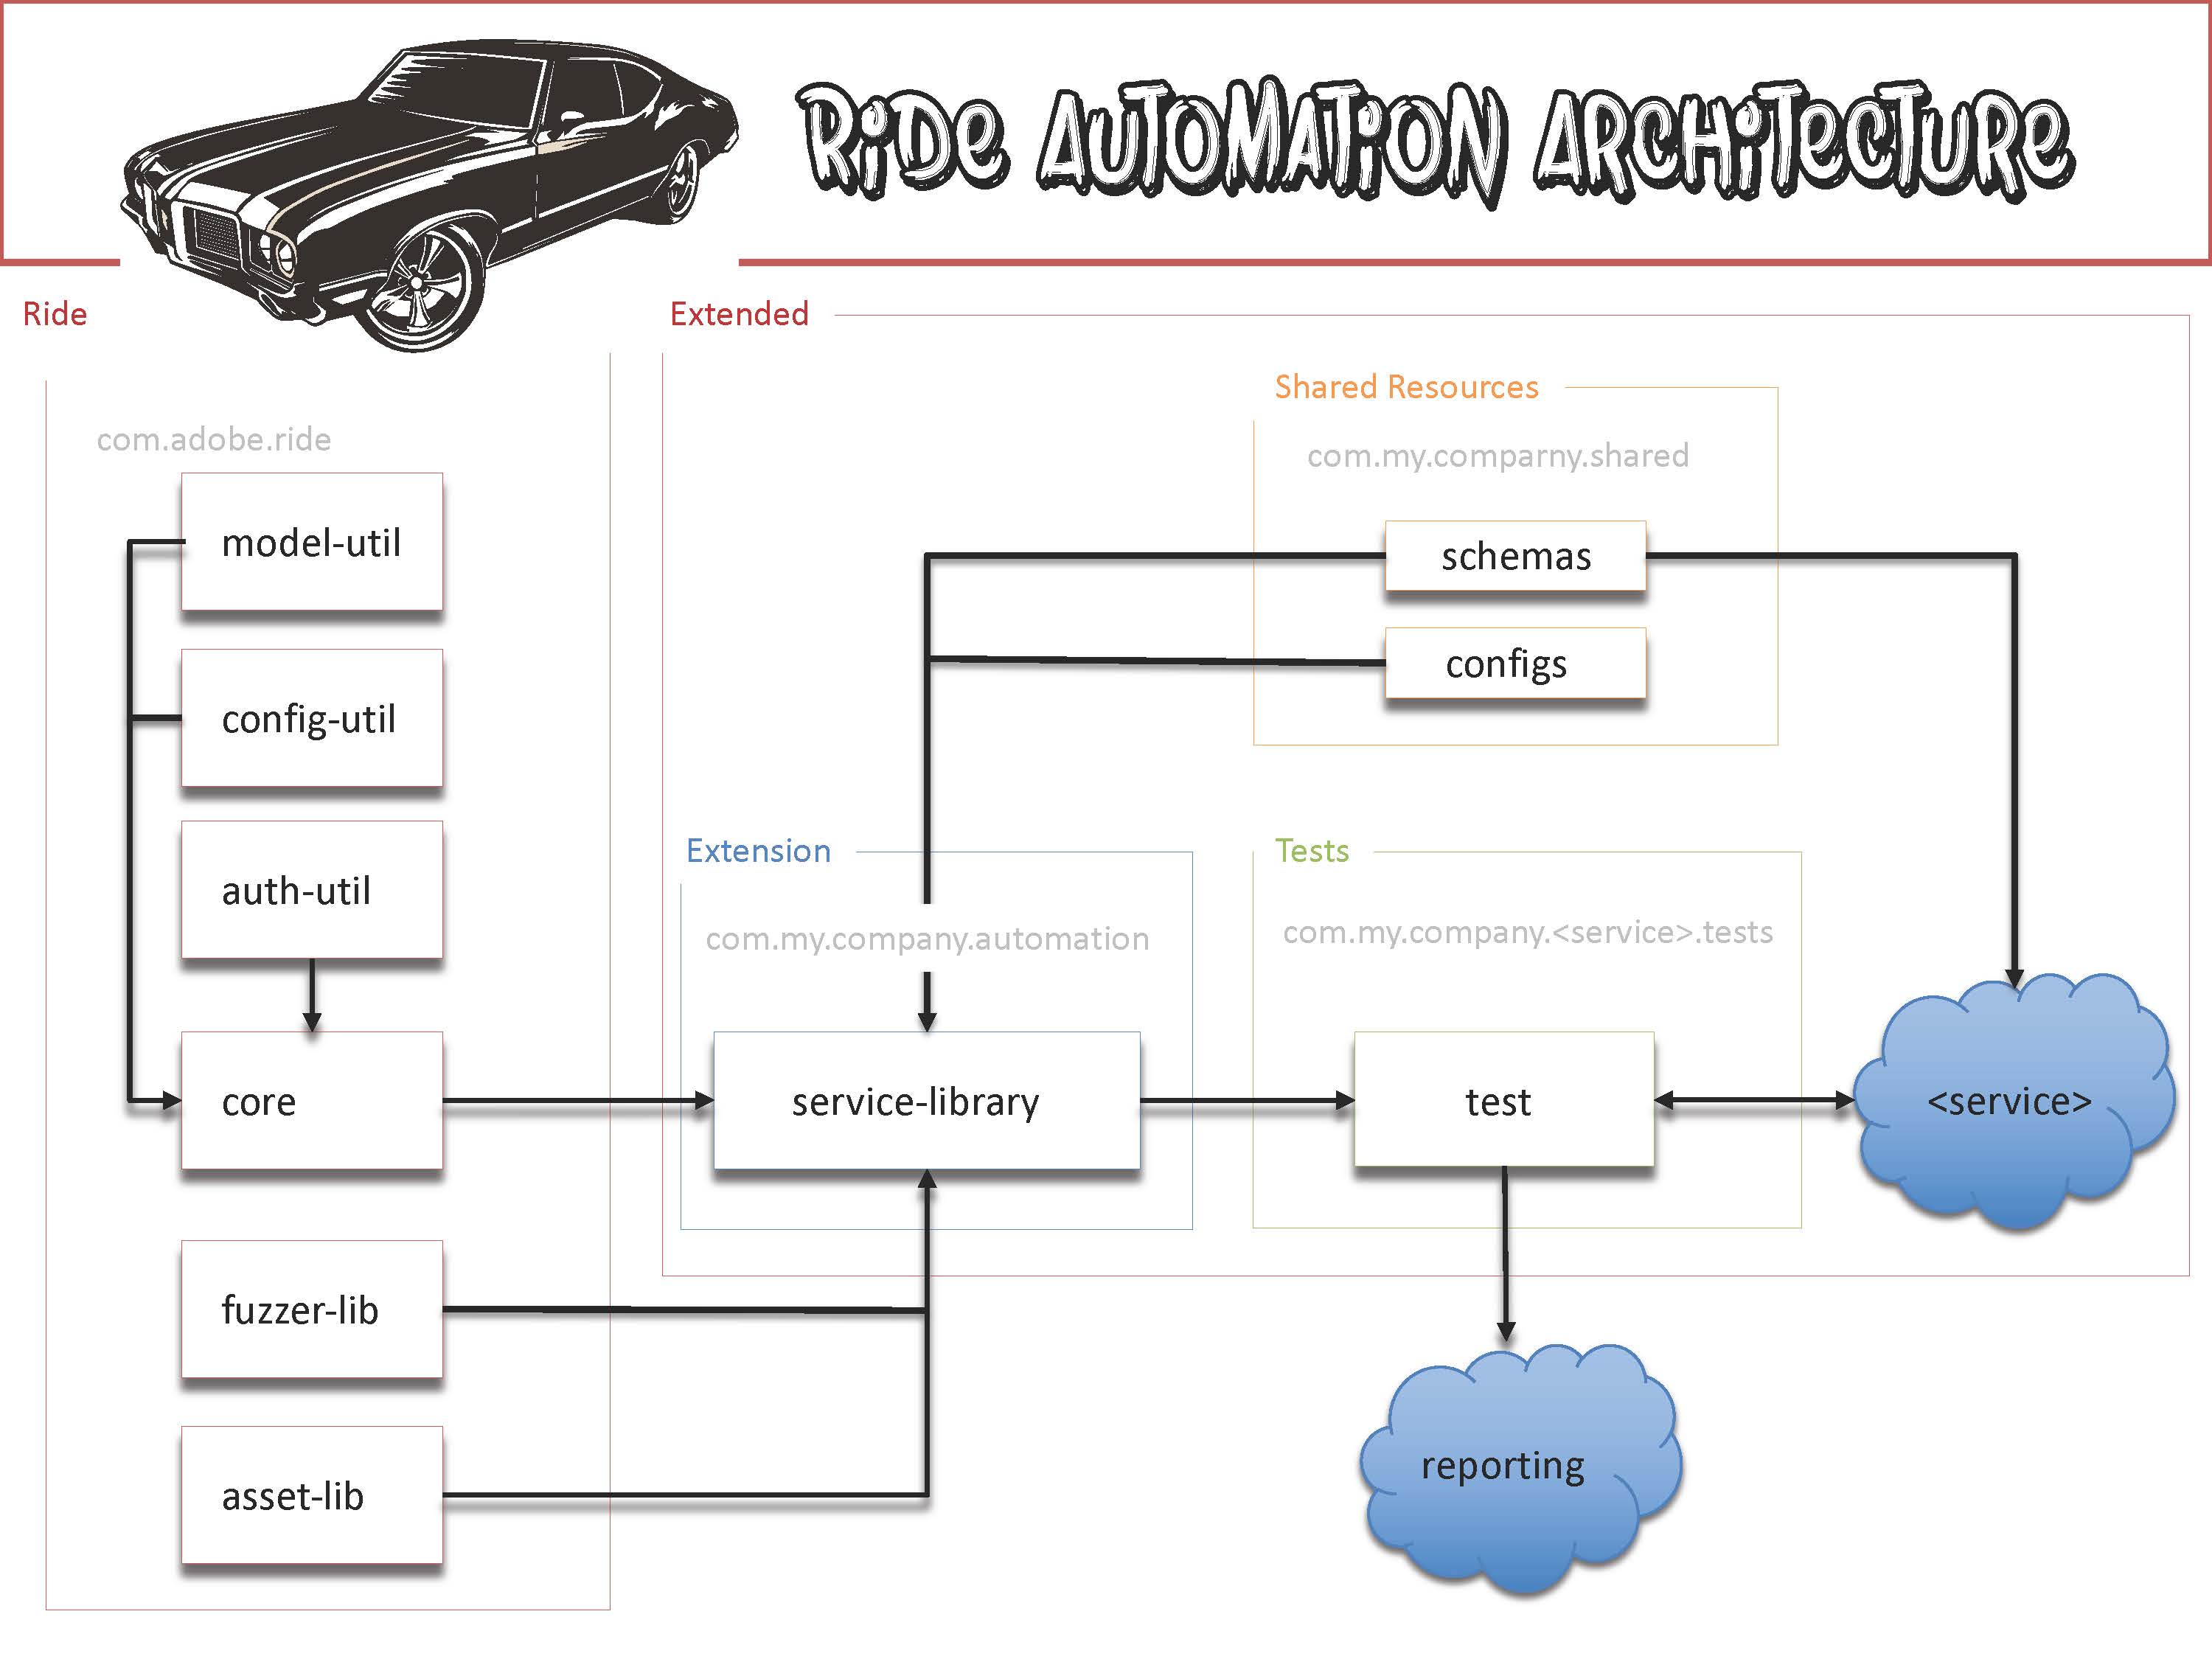 RiDe AUTOMATiON ARCHiTeCTURe
Ride
com.adobe.ride
model-util
config-util
auth-util
core
fuzzer-lib
asset-lib
Extended
Shared Resources
com.my.comparny.shared
schemas
configs
Extension
com.my.company.automation
service-library
Tests
com.my.company.<service>.tests
test
<service>
reporting